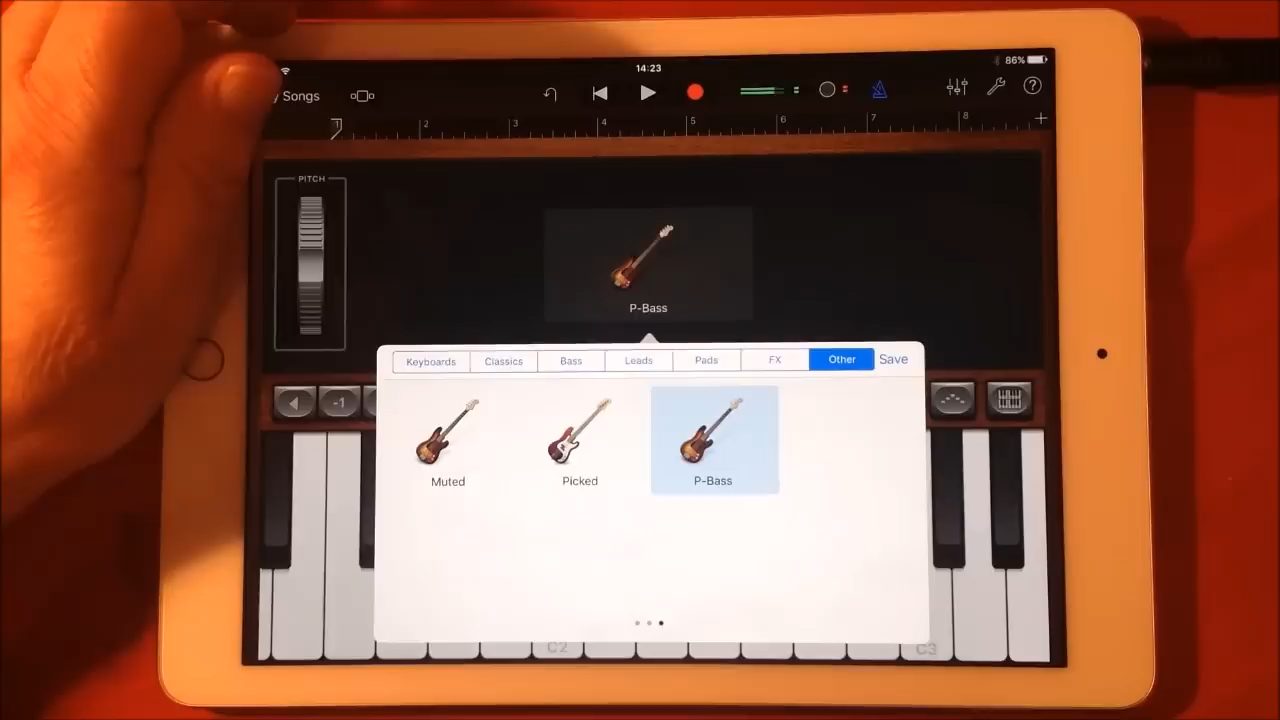 14:23
86%
y Songs
1 2 3 4 5 6 7 8 +
?
PITCH
P-Bass
Keyboards Classics Bass Leads Pads FX Other Save
-1
Muted Picked P-Bass
C2 C3